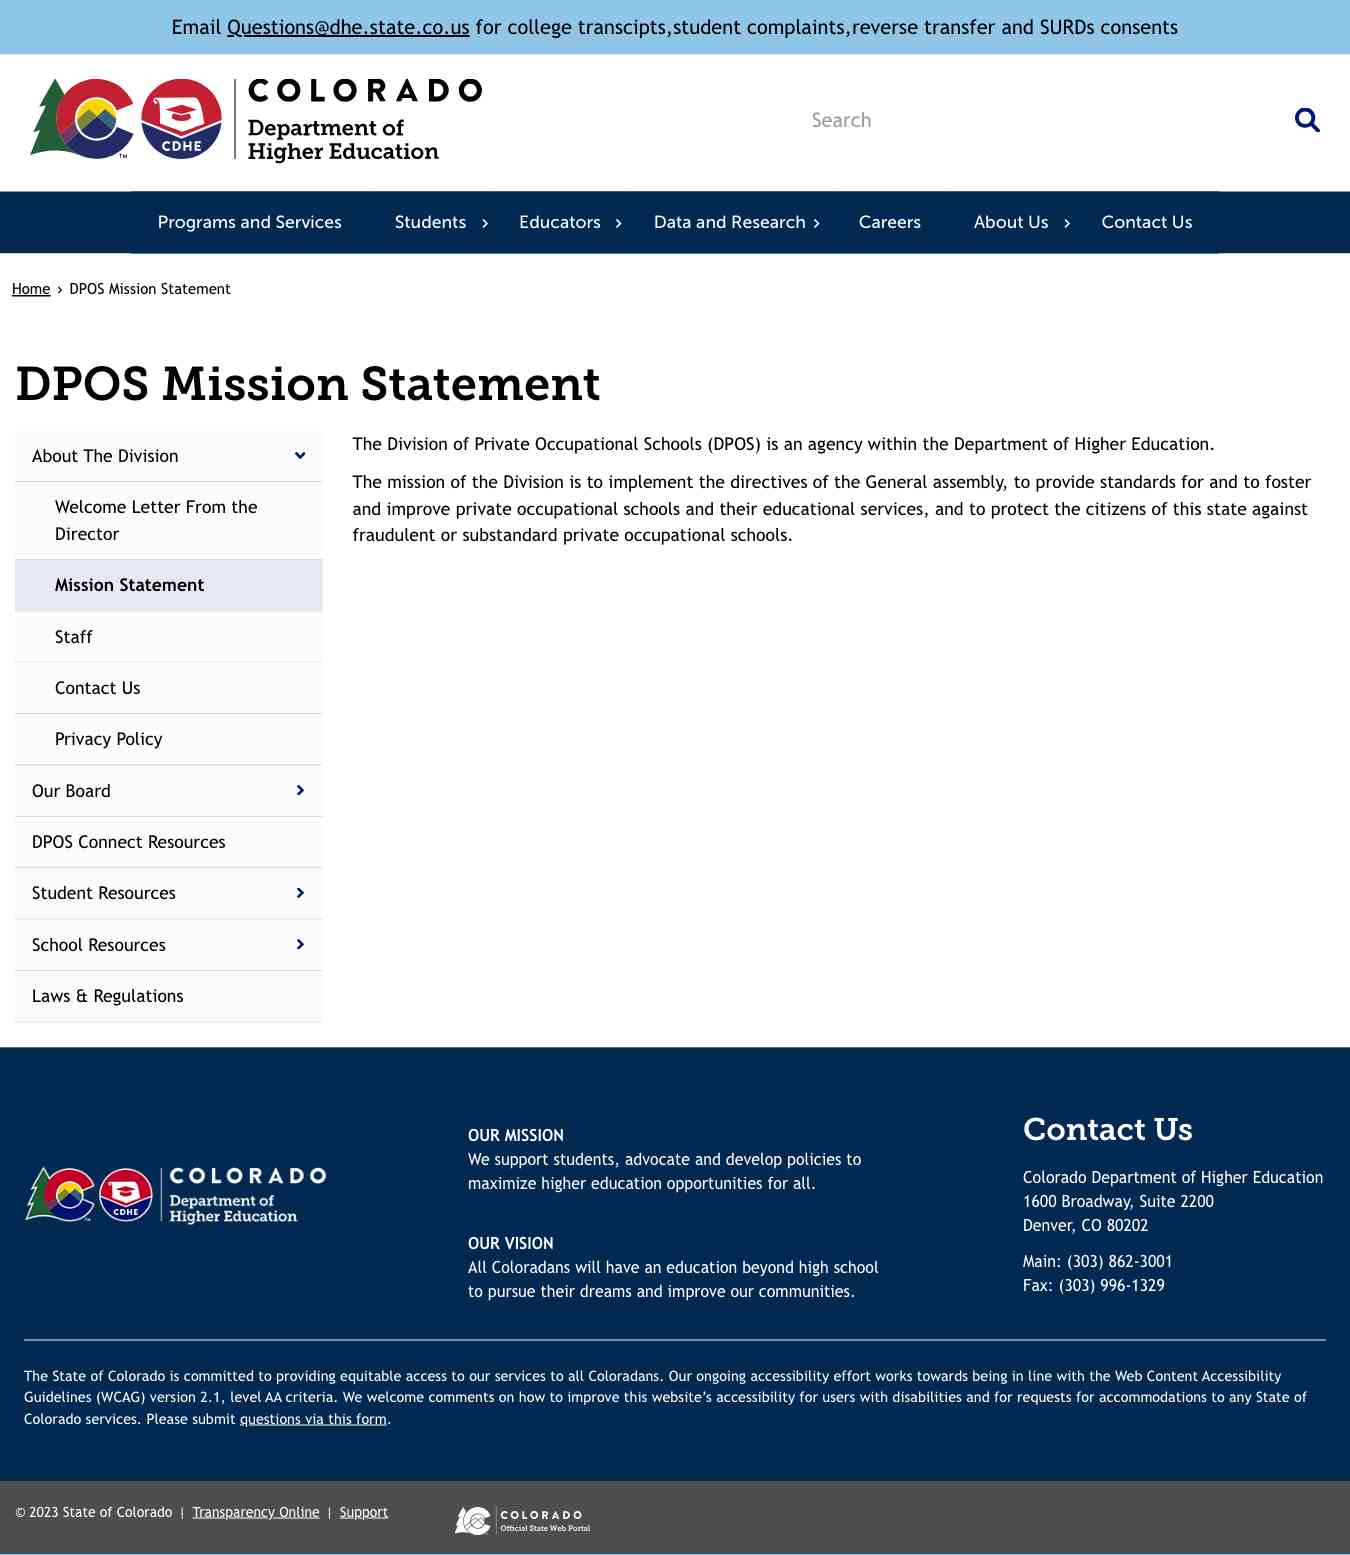 Email Questions@dhe.state.co.us for college transcipts,student complaints,reverse transfer and SURDs consents
CDHE
TM
COLORADO
Department of
Higher Education
Search
Programs and Services Students Educators Data and Research Careers About Us Contact Us
Home › DPOS Mission Statement
DPOS Mission Statement
About The Division
Welcome Letter From the
Director
Mission Statement
Staff
Contact Us
Privacy Policy
Our Board
DPOS Connect Resources
Student Resources
School Resources
Laws & Regulations
The Division of Private Occupational Schools (DPOS) is an agency within the Department of Higher Education.
The mission of the Division is to implement the directives of the General assembly, to provide standards for and to foster
and improve private occupational schools and their educational services, and to protect the citizens of this state against
fraudulent or substandard private occupational schools.
CDHE
TM
COLORADO
Department of
Higher Education
OUR MISSION
We support students, advocate and develop policies to
maximize higher education opportunities for all.
OUR VISION
All Coloradans will have an education beyond high school
to pursue their dreams and improve our communities.
Contact Us
Colorado Department of Higher Education
1600 Broadway, Suite 2200
Denver, CO 80202
Main: (303) 862-3001
Fax: (303) 996-1329
The State of Colorado is committed to providing equitable access to our services to all Coloradans. Our ongoing accessibility effort works towards being in line with the Web Content Accessibility
Guidelines (WCAG) version 2.1, level AA criteria. We welcome comments on how to improve this website's accessibility for users with disabilities and for requests for accommodations to any State of
Colorado services. Please submit questions via this form.
© 2023 State of Colorado | Transparency Online | Support
COLORADO
Official State Web Portal